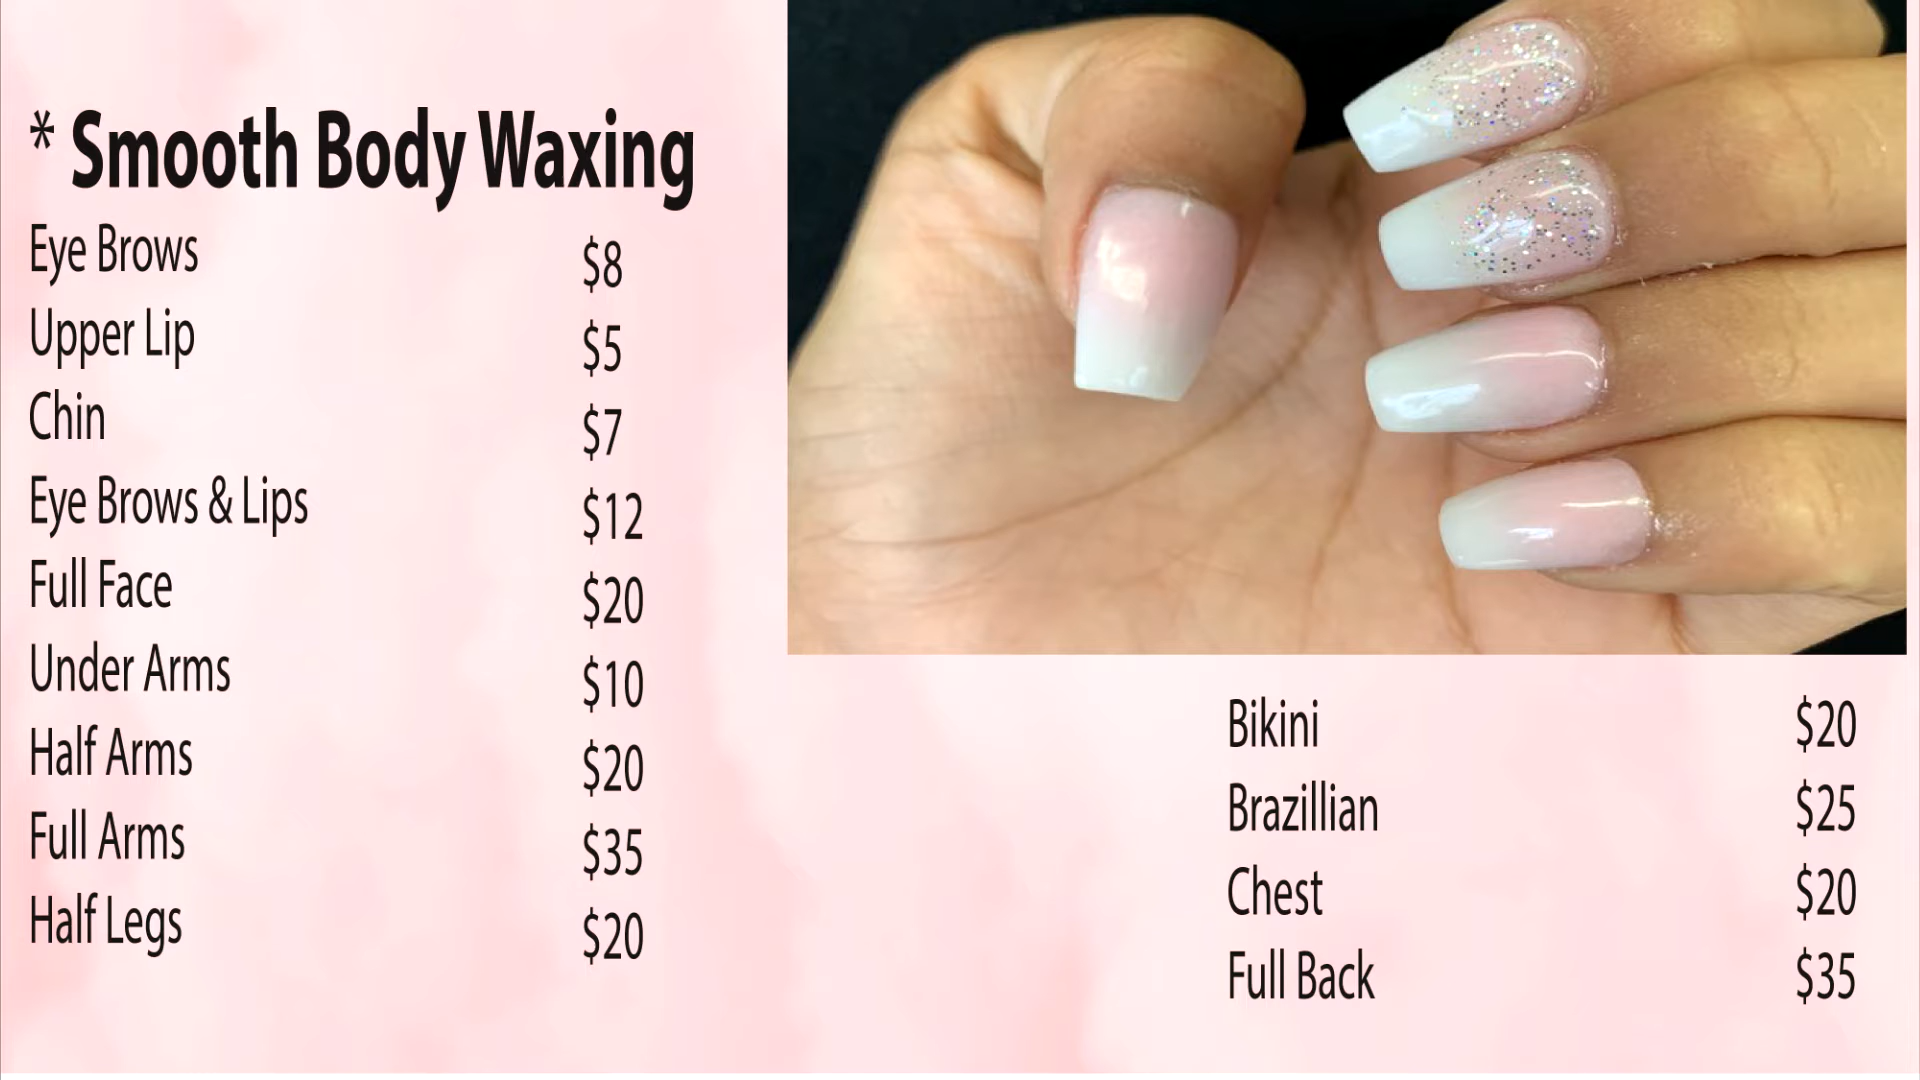 * Smooth Body Waxing
Eye Brows $8
Upper Lip $5
Chin $7
Eye Brows & Lips $12
Full Face $20
Under Arms $10
Half Arms $20
Full Arms $35
Half Legs $20
Bikini $20
Brazillian $25
Chest $20
Full Back $35